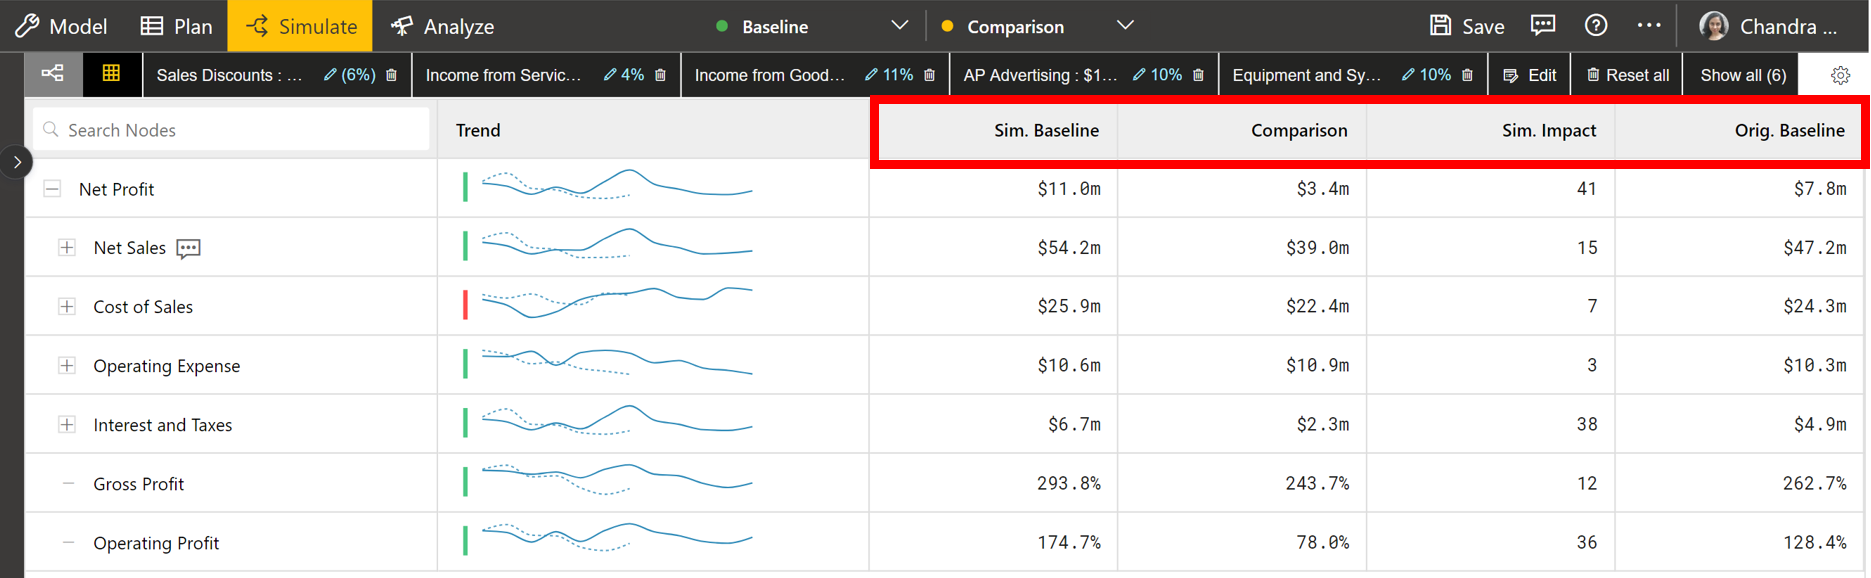 Model Plan Simulate Analyze Baseline Comparison Save Chandra ...
Sales Discounts : ... (6%) Income from Servic... 4% Income from Good... 11% AP Advertising : $1... 10% Equipment and Sy... 10% Edit Reset all Show all (6)
Search Nodes Trend Sim. Baseline Comparison Sim. Impact Orig. Baseline
Net Profit $11.0m $3.4m 41 $7.8m
Net Sales $54.2m $39.0m 15 $47.2m
Cost of Sales $25.9m $22.4m 7 $24.3m
Operating Expense $10.6m $10.9m 3 $10.3m
Interest and Taxes $6.7m $2.3m 38 $4.9m
Gross Profit 293.8% 243.7% 12 262.7%
Operating Profit 174.7% 78.0% 36 128.4%